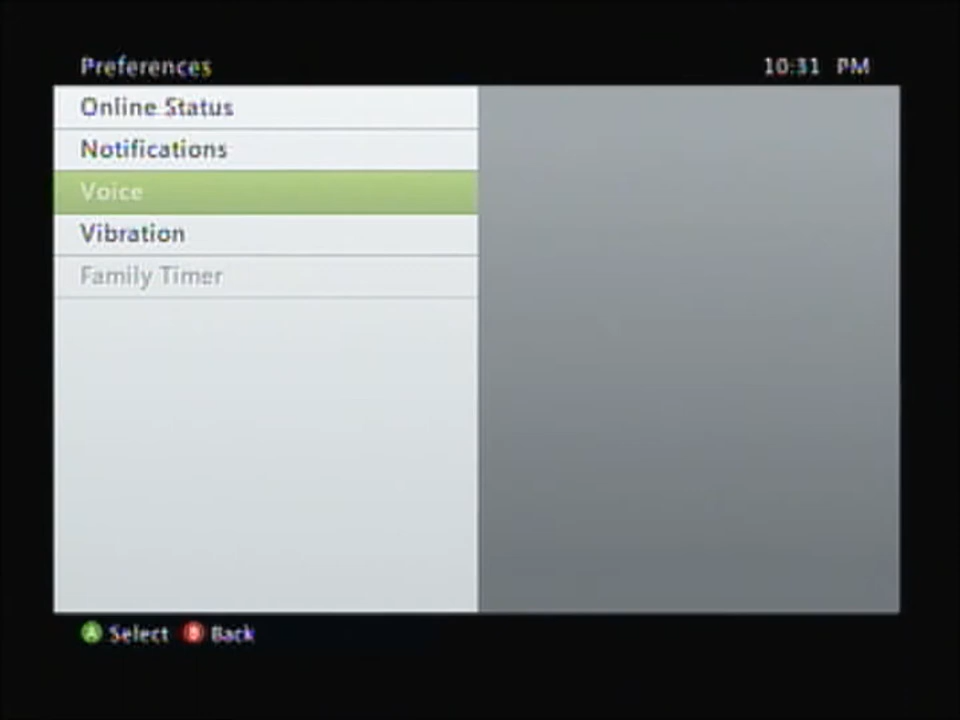 Preferences
10:31 PM
Online Status
Notifications
Voice
Vibration
Family Timer
A Select B Back